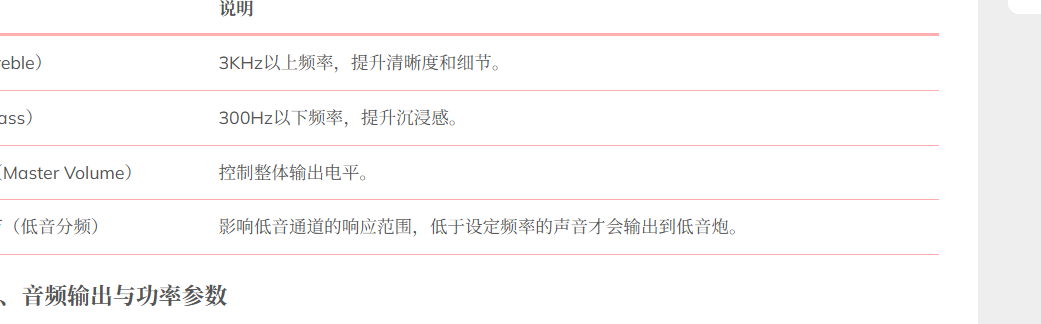 说明
reble） 3KHz以上频率，提升清晰度和细节。
ass） 300Hz以下频率，提升沉浸感。
（Master Volume） 控制整体输出电平。
（低音分频） 影响低音通道的响应范围，低于设定频率的声音才会输出到低音炮。
、音频输出与功率参数